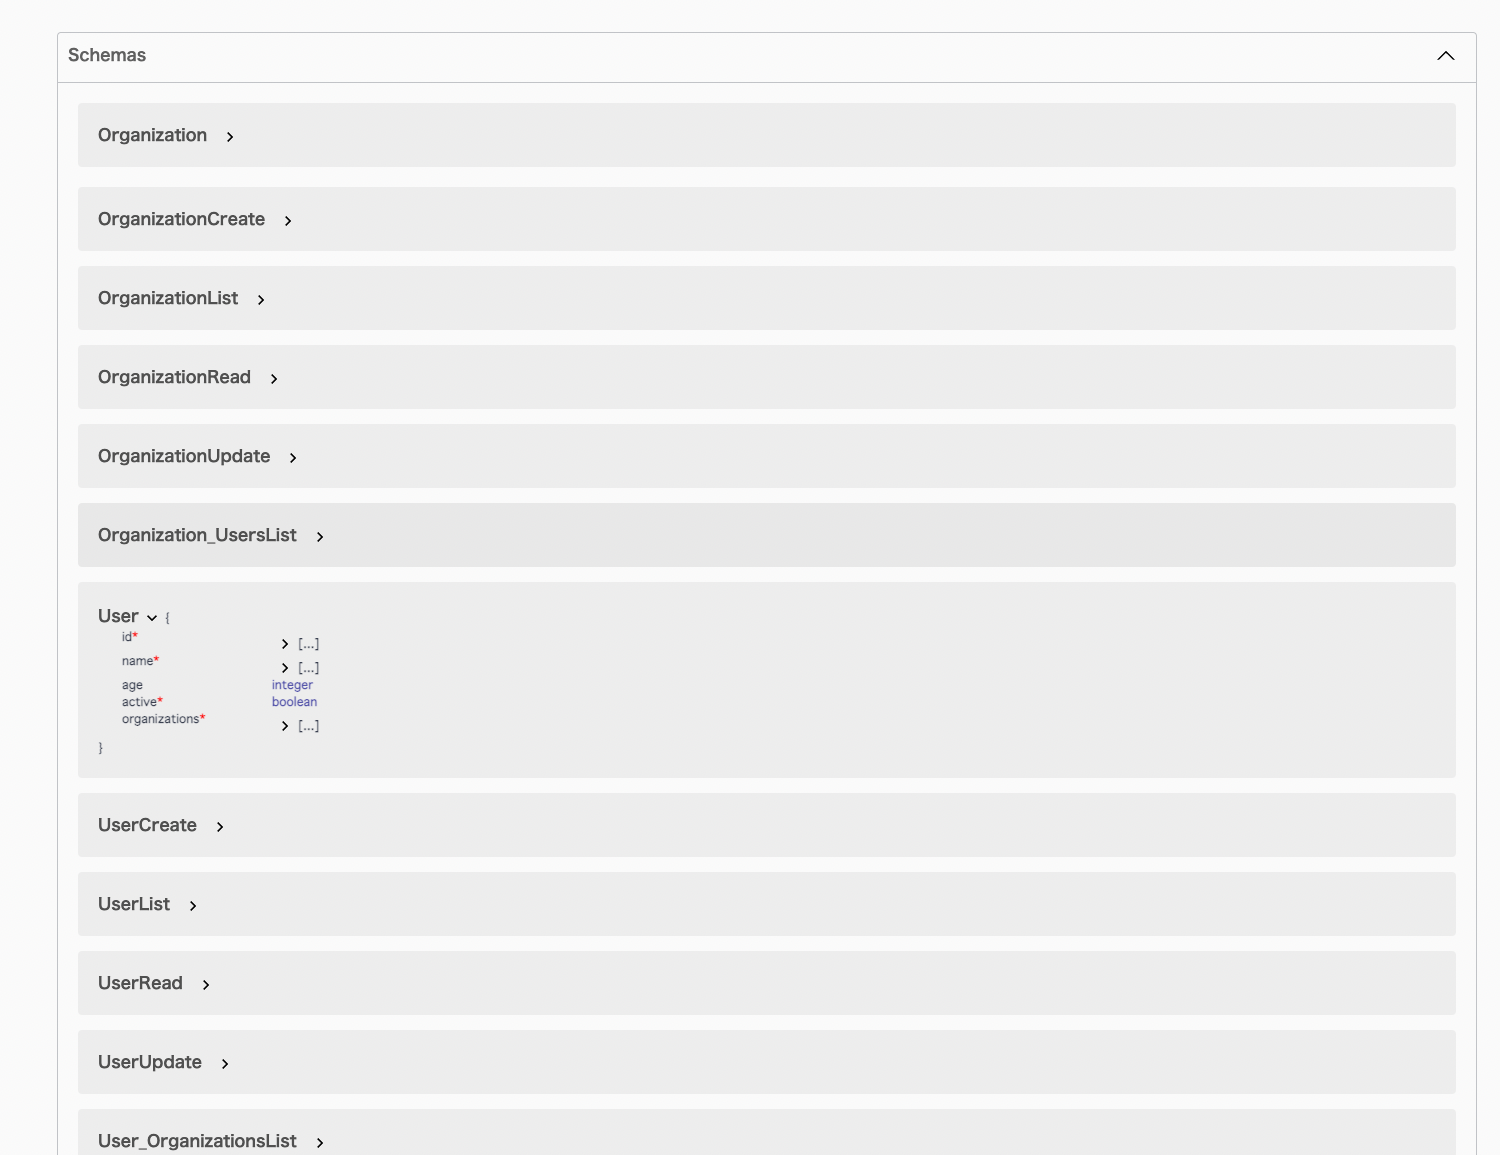 Schemas
Organization
OrganizationCreate
OrganizationList
OrganizationRead
OrganizationUpdate
Organization_UsersList
User {
id* [...]
name* [...]
age integer
active* boolean
organizations* [...]
}
UserCreate
UserList
UserRead
UserUpdate
User_OrganizationsList